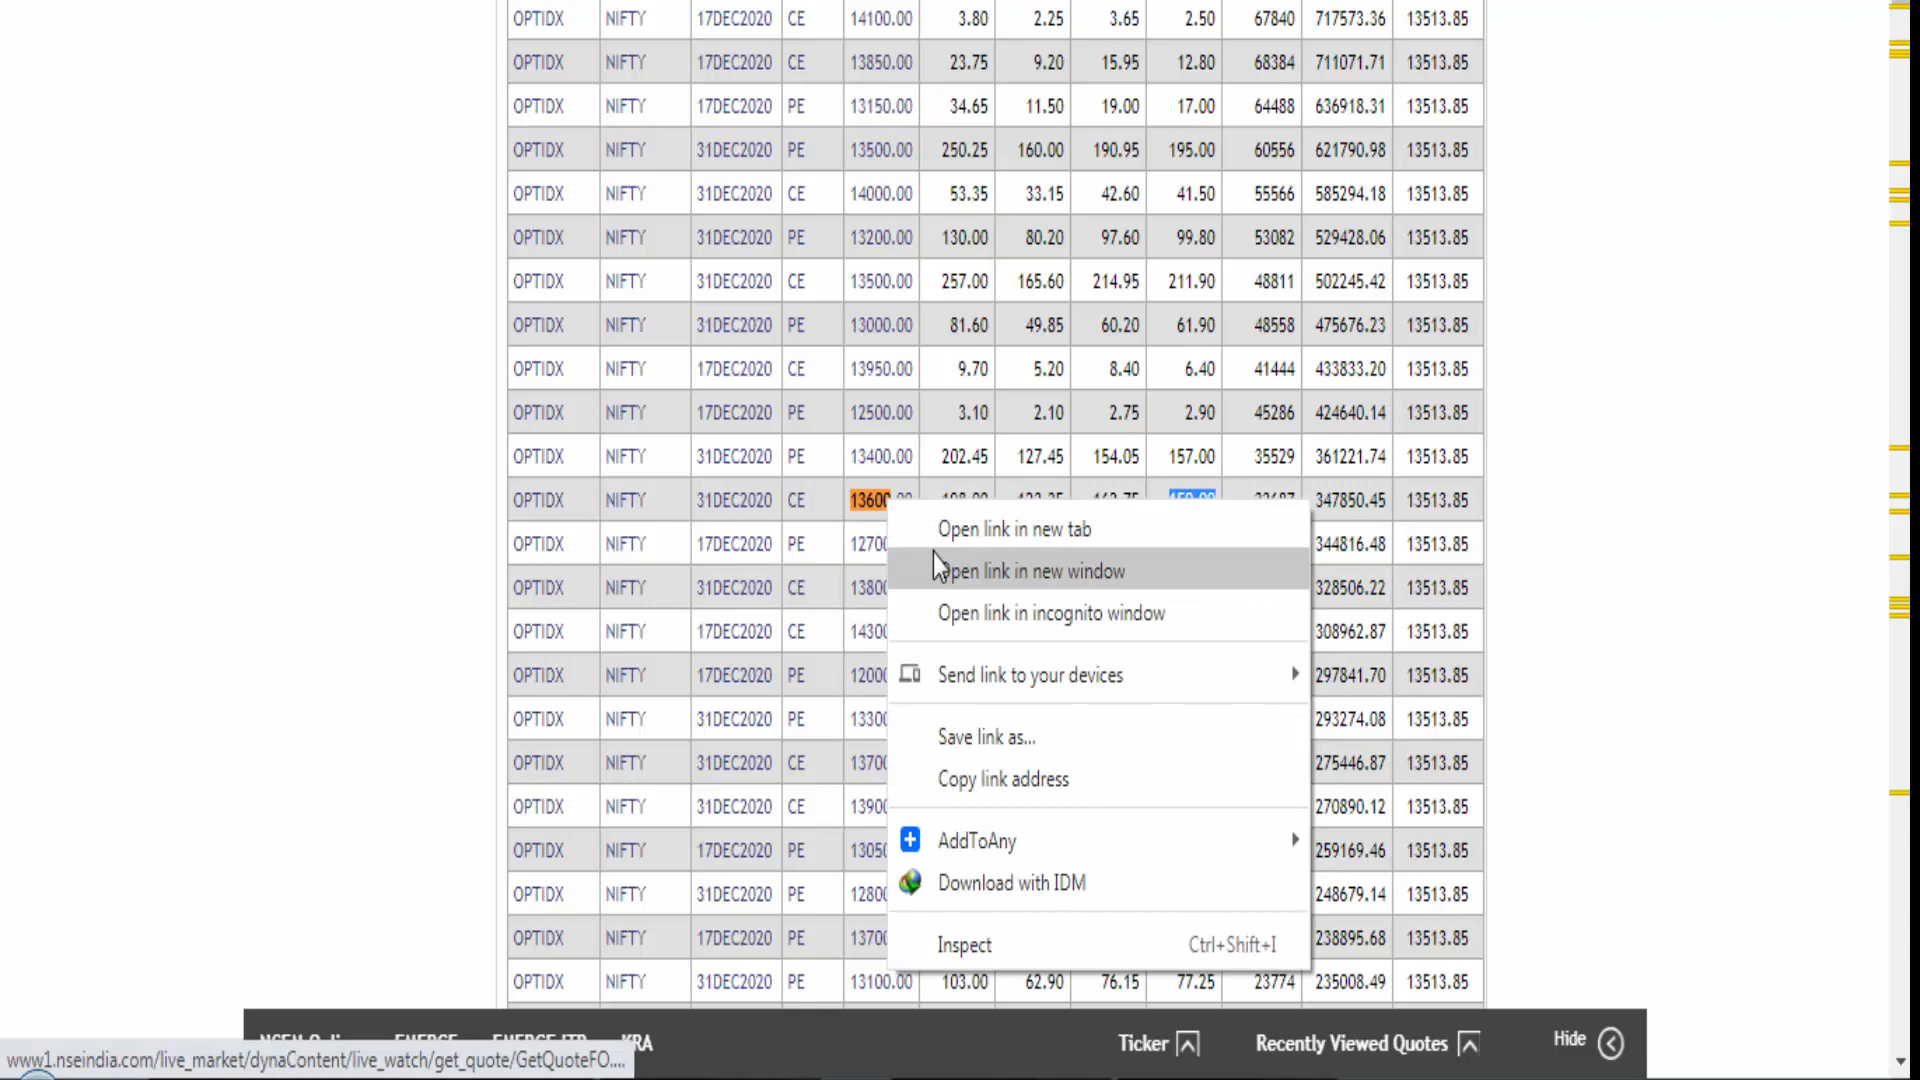 OPTIDX NIFTY 17DEC2020 CE 14100.00 3.80 2.25 3.65 2.50 67840 717573.36 13513.85
OPTIDX NIFTY 17DEC2020 CE 13850.00 23.75 9.20 15.95 12.80 68384 711071.71 13513.85
OPTIDX NIFTY 17DEC2020 PE 13150.00 34.65 11.50 19.00 17.00 64488 636918.31 13513.85
OPTIDX NIFTY 31DEC2020 PE 13500.00 250.25 160.00 190.95 195.00 60556 621790.98 13513.85
OPTIDX NIFTY 31DEC2020 CE 14000.00 53.35 33.15 42.60 41.50 55566 585294.18 13513.85
OPTIDX NIFTY 31DEC2020 PE 13200.00 130.00 80.20 97.60 99.80 53082 529428.06 13513.85
OPTIDX NIFTY 31DEC2020 CE 13500.00 257.00 165.60 214.95 211.90 48811 502245.42 13513.85
OPTIDX NIFTY 31DEC2020 PE 13000.00 81.60 49.85 60.20 61.90 48558 475676.23 13513.85
OPTIDX NIFTY 17DEC2020 CE 13950.00 9.70 5.20 8.40 6.40 41444 433833.20 13513.85
OPTIDX NIFTY 17DEC2020 PE 12500.00 3.10 2.10 2.75 2.90 45286 424640.14 13513.85
OPTIDX NIFTY 31DEC2020 PE 13400.00 202.45 127.45 154.05 157.00 35529 361221.74 13513.85
OPTIDX NIFTY 31DEC2020 CE 13600 347850.45 13513.85
OPTIDX NIFTY 17DEC2020 PE 1270 344816.48 13513.85
OPTIDX NIFTY 31DEC2020 CE 1380 328506.22 13513.85
OPTIDX NIFTY 17DEC2020 CE 1430 308962.87 13513.85
OPTIDX NIFTY 17DEC2020 PE 1200 297841.70 13513.85
OPTIDX NIFTY 31DEC2020 PE 1330 293274.08 13513.85
OPTIDX NIFTY 31DEC2020 CE 1370 275446.87 13513.85
OPTIDX NIFTY 31DEC2020 CE 1390 270890.12 13513.85
OPTIDX NIFTY 17DEC2020 PE 1305 259169.46 13513.85
OPTIDX NIFTY 31DEC2020 PE 1280 248679.14 13513.85
OPTIDX NIFTY 17DEC2020 PE 1370 238895.68 13513.85
OPTIDX NIFTY 31DEC2020 PE 13100.00 103.00 62.90 76.15 77.25 23774 235008.49 13513.85
Open link in new tab
Open link in new window
Open link in incognito window
Send link to your devices
Save link as...
Copy link address
AddToAny
Download with IDM
Inspect Ctrl+Shift+I
KRA Ticker Recently Viewed Quotes Hide
www1.nseindia.com/live_market/dynaContent/live_watch/get_quote/GetQuoteFO....